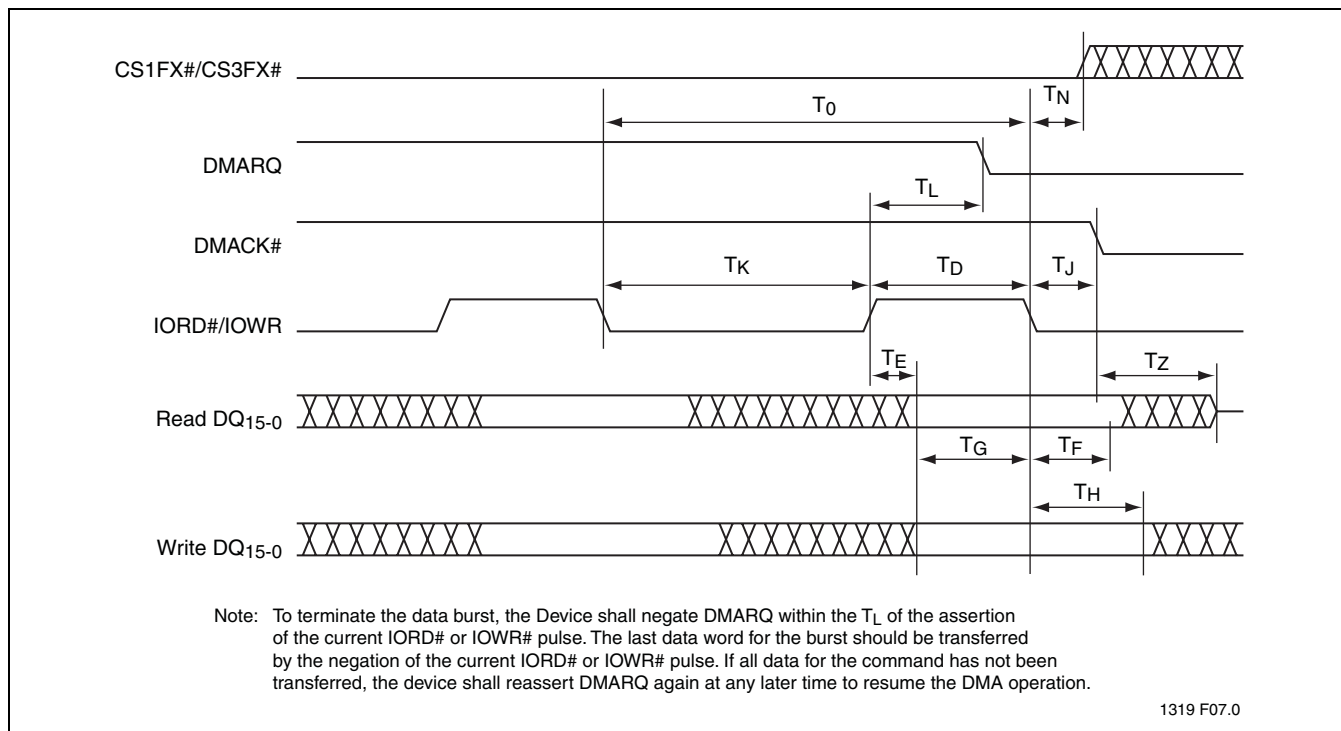 CS1FX#/CS3FX#
TN
T0
DMARQ
TL
DMACK#
TK
TD
TJ
IORD#/IOWR
TE
TZ
Read DQ15-0
TG
TF
TH
Write DQ15-0
Note: To terminate the data burst, the Device shall negate DMARQ within the TL of the assertion
of the current IORD# or IOWR# pulse. The last data word for the burst should be transferred
by the negation of the current IORD# or IOWR# pulse. If all data for the command has not been
transferred, the device shall reassert DMARQ again at any later time to resume the DMA operation.
1319 F07.0